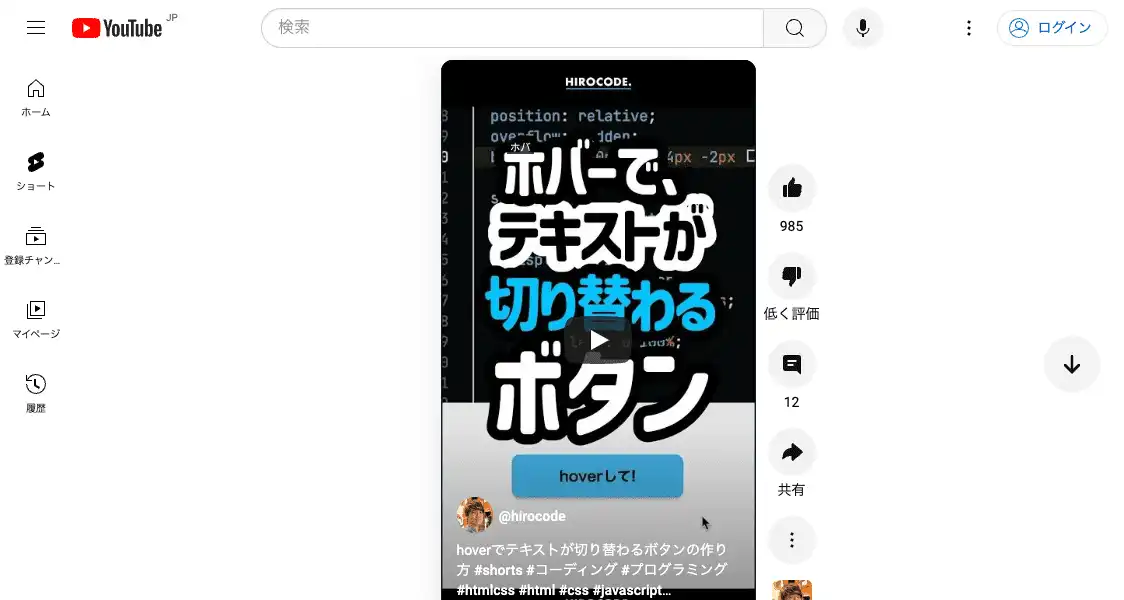 YouTube JP
検索
ログイン
ホーム
ショート
登録チャン...
マイページ
履歴
HIROCODE.
position: relative;
4px -2px
ホバ
ホバーで、
テキストが
切り替わる
ボタン
hoverして!
@hirocode
hoverでテキストが切り替わるボタンの作り
方 #shorts #コーディング #プログラミング
#htmlcss #html #css #javascript...
985
低く評価
12
共有